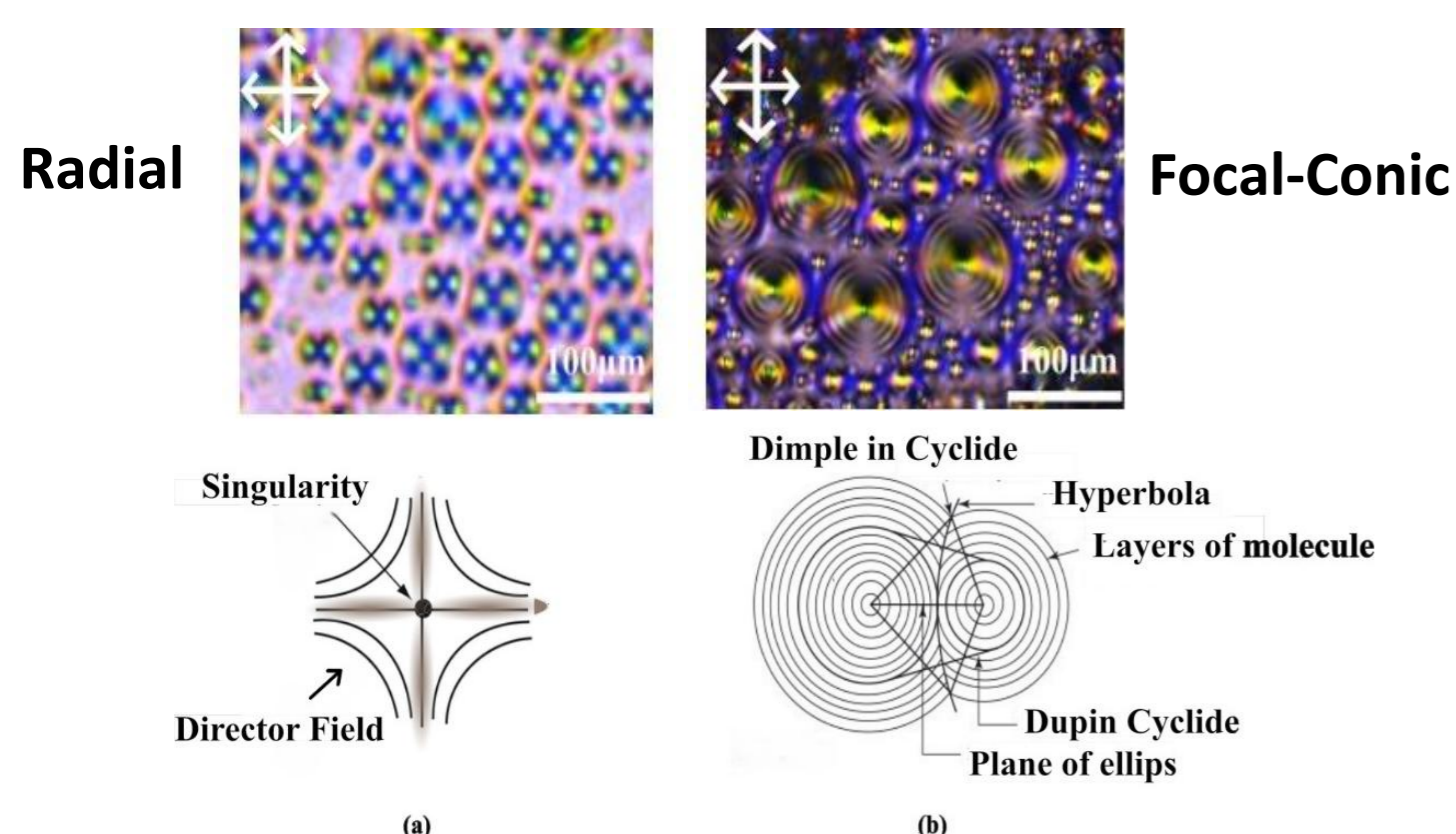 Radial
Focal-Conic
100μm
100μm
Singularity
Director Field
(a)
Dimple in Cyclide
Hyperbola
Layers of molecule
Dupin Cyclide
Plane of ellips
(b)